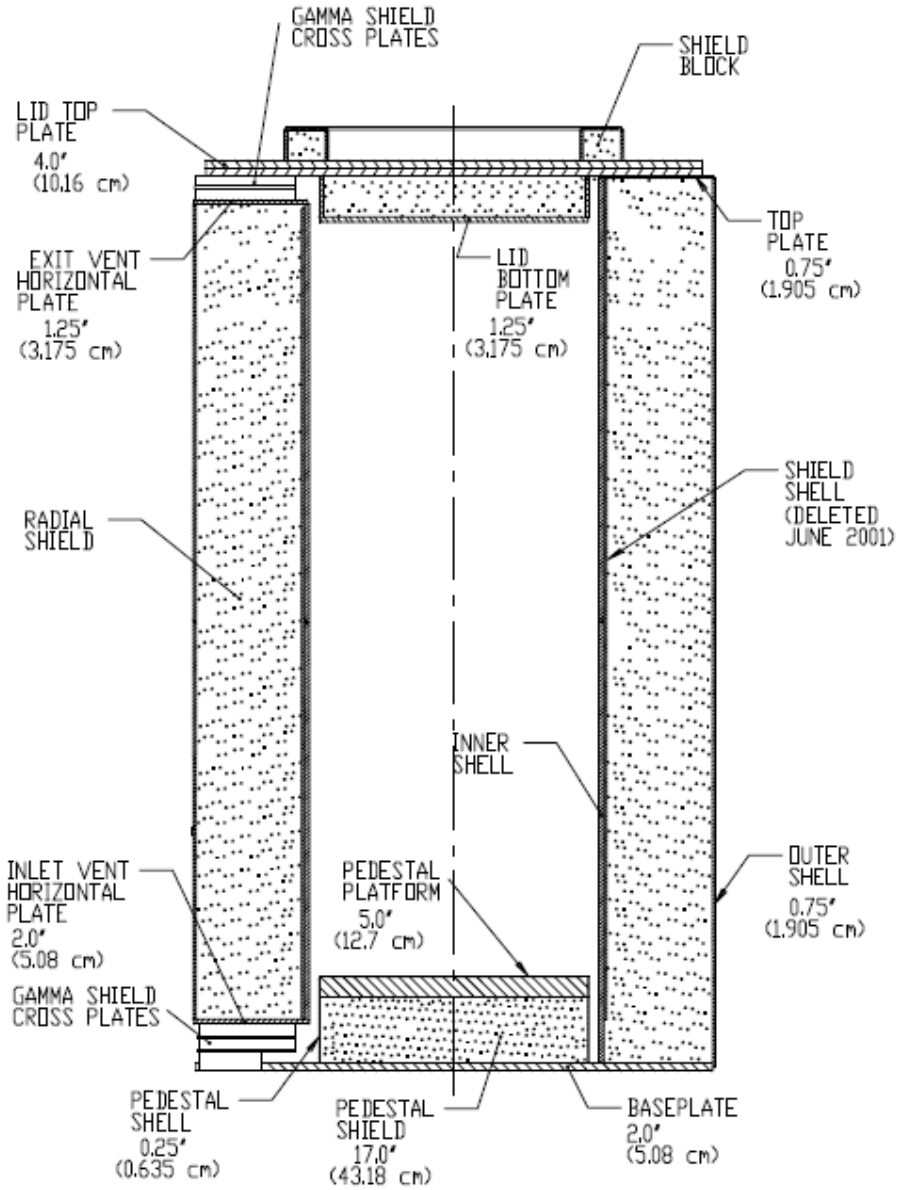 GAMMA SHIELD
CROSS PLATES
SHIELD
BLOCK
LID TOP
PLATE
4.0"
(10.16 cm)
TOP
PLATE
0.75"
(1.905 cm)
EXIT VENT
HORIZONTAL
PLATE
1.25"
(3.175 cm)
LID
BOTTOM
PLATE
1.25"
(3.175 cm)
SHIELD
SHELL
(DELETED
JUNE 2001)
RADIAL
SHIELD
INNER
SHELL
INLET VENT
HORIZONTAL
PLATE
2.0"
(5.08 cm)
PEDESTAL
PLATFORM
5.0"
(12.7 cm)
OUTER
SHELL
0.75"
(1.905 cm)
GAMMA SHIELD
CROSS PLATES
PEDESTAL
SHELL
0.25"
(0.635 cm)
PEDESTAL
SHIELD
17.0"
(43.18 cm)
BASEPLATE
2.0"
(5.08 cm)